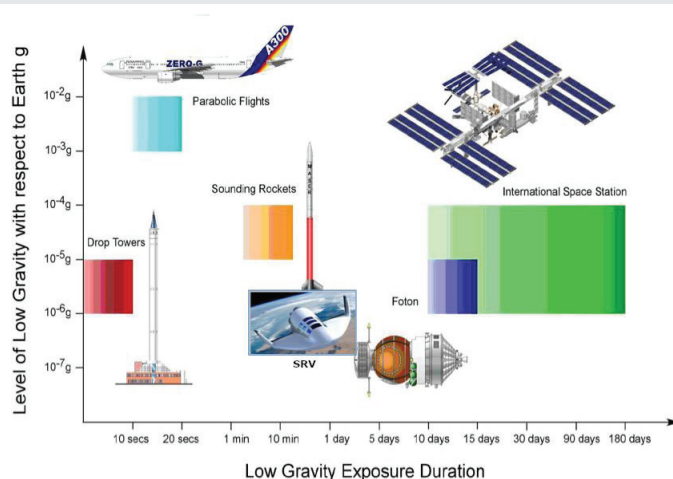 Level of Low Gravity with respect to Earth g
A300
ZERO-G
10⁻²g
Parabolic Flights
10⁻³g
Sounding Rockets
International Space Station
10⁻⁴g
Drop Towers
10⁻⁵g
Foton
10⁻⁶g
SRV
10⁻⁷g
10 secs 20 secs 1 min 10 min 1 day 5 days 10 days 15 days 30 days 90 days 180 days
Low Gravity Exposure Duration